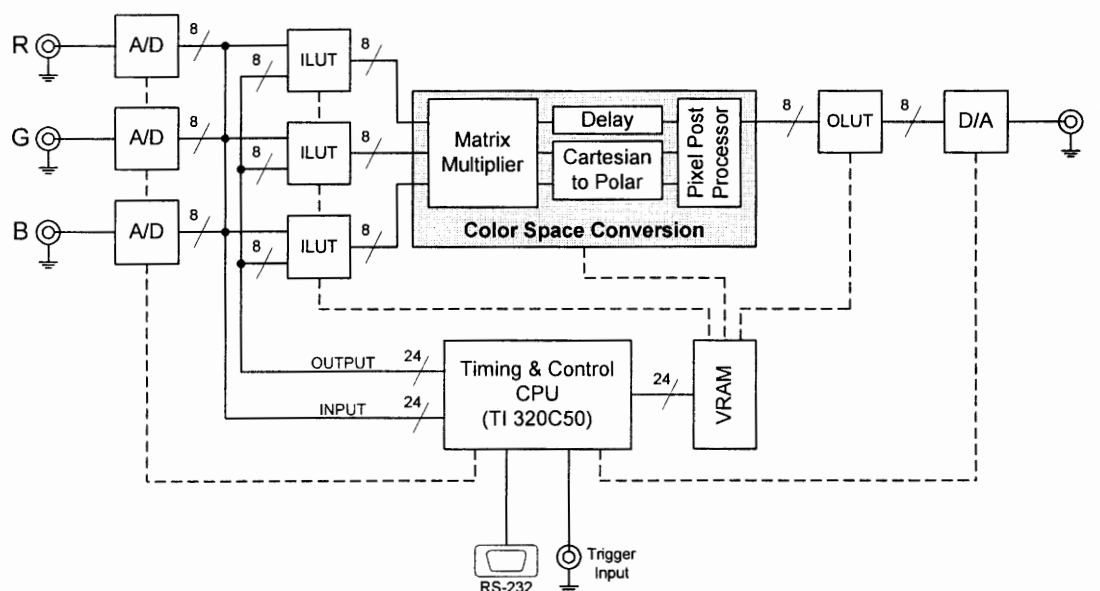 R
A/D
8
8
ILUT
8
G
A/D
8
8
ILUT
8
B
A/D
8
8
ILUT
8
Matrix
Multiplier
Delay
Cartesian
to Polar
Pixel Post
Processor
Color Space Conversion
8
OLUT
8
D/A
OUTPUT
24
INPUT
24
Timing & Control
CPU
(TI 320C50)
24
VRAM
RS-232
Trigger
Input